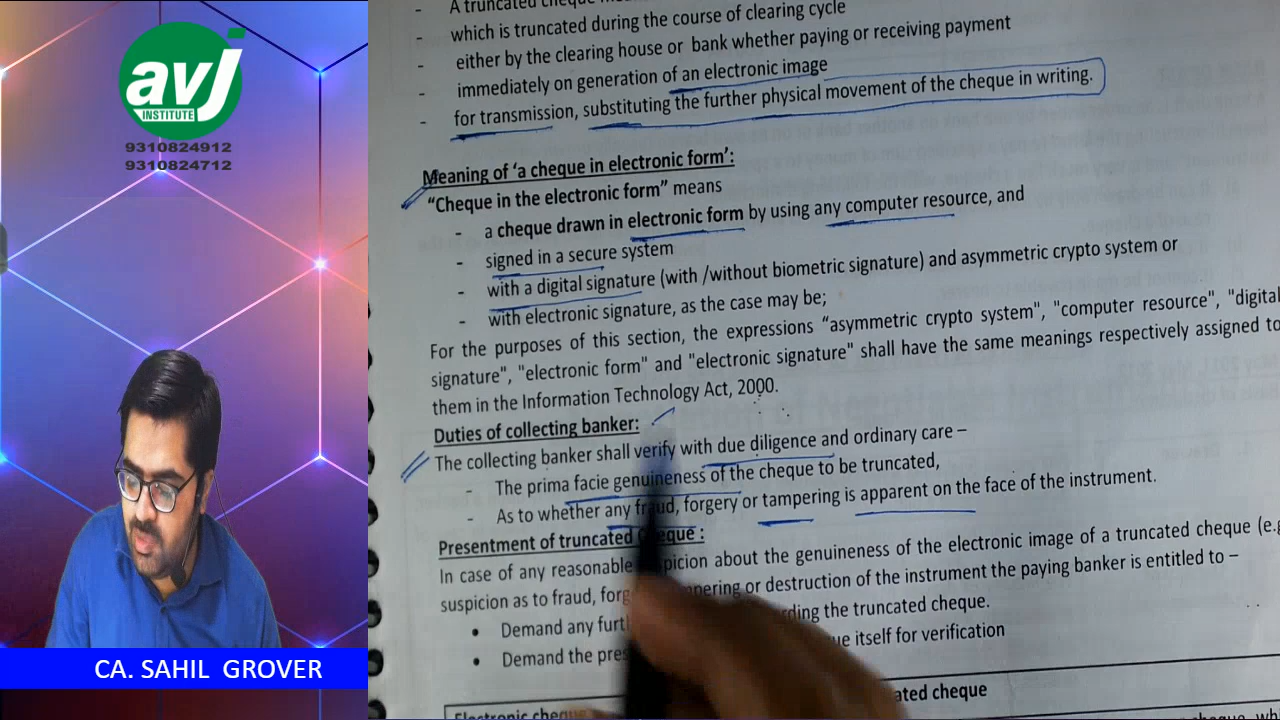 avj
INSTITUTE
9310824912
9310824712
CA. SAHIL GROVER
- A truncated cheque
- which is truncated during the course of clearing cycle
- either by the clearing house or bank whether paying or receiving payment
- immediately on generation of an electronic image
- for transmission, substituting the further physical movement of the cheque in writing.
Meaning of 'a cheque in electronic form':
"Cheque in the electronic form" means
- a cheque drawn in electronic form by using any computer resource, and
- signed in a secure system
- with a digital signature (with /without biometric signature) and asymmetric crypto system or
- with electronic signature, as the case may be;
For the purposes of this section, the expressions "asymmetric crypto system", "computer resource", "digital
signature", "electronic form" and "electronic signature" shall have the same meanings respectively assigned to
them in the Information Technology Act, 2000.
Duties of collecting banker:
The collecting banker shall verify with due diligence and ordinary care –
- The prima facie genuineness of the cheque to be truncated,
- As to whether any fraud, forgery or tampering is apparent on the face of the instrument.
Presentment of truncated cheque :
In case of any reasonable suspicion about the genuineness of the electronic image of a truncated cheque (e.g
suspicion as to fraud, tampering or destruction of the instrument the paying banker is entitled to –
• Demand any the truncated cheque.
• Demand the itself for verification
Electronic cheque cheque